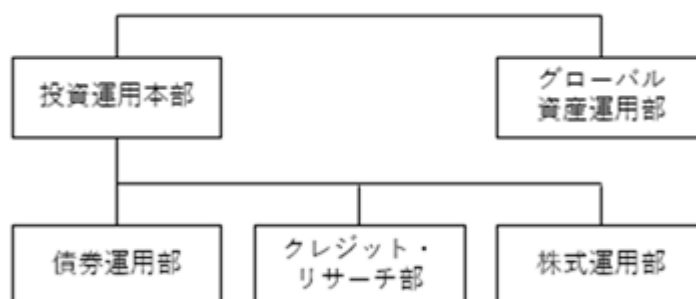 投資運用本部
グローバル
資産運用部
債券運用部
クレジット・
リサーチ部
株式運用部